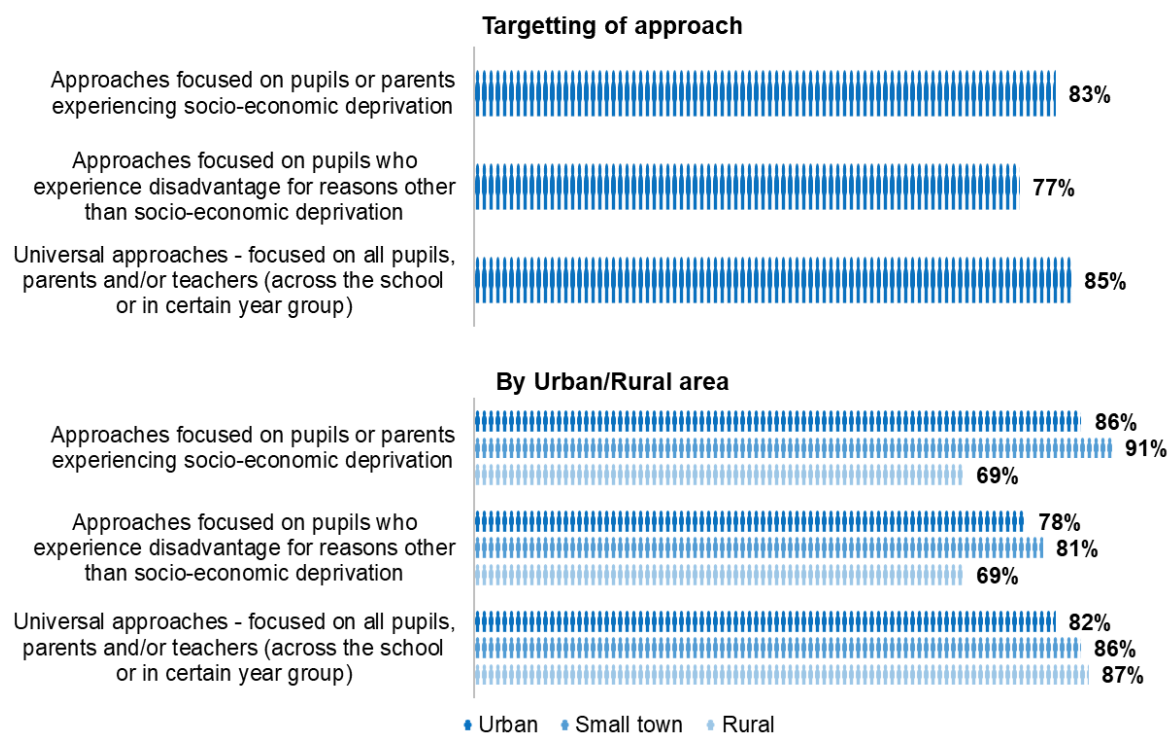 Targetting of approach
Approaches focused on pupils or parents
experiencing socio-economic deprivation
83%
Approaches focused on pupils who
experience disadvantage for reasons other
than socio-economic deprivation
77%
Universal approaches - focused on all pupils,
parents and/or teachers (across the school
or in certain year group)
85%
By Urban/Rural area
Approaches focused on pupils or parents
experiencing socio-economic deprivation
86%
91%
69%
Approaches focused on pupils who
experience disadvantage for reasons other
than socio-economic deprivation
78%
81%
69%
Universal approaches - focused on all pupils,
parents and/or teachers (across the school
or in certain year group)
82%
86%
87%
Urban Small town Rural